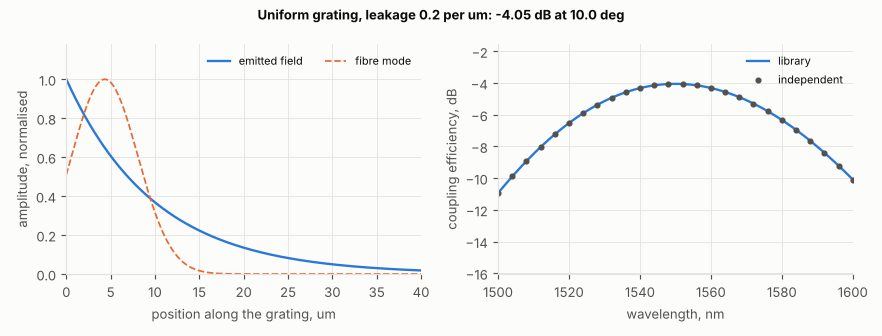 Uniform grating, leakage 0.2 per um: -4.05 dB at 10.0 deg
emitted field
fibre mode
1.0
0.8
0.6
0.4
0.2
0.0
amplitude, normalised
0 5 10 15 20 25 30 35 40
position along the grating, um
library
independent
−2
−4
−6
−8
−10
−12
−14
−16
coupling efficiency, dB
1500 1520 1540 1560 1580 1600
wavelength, nm